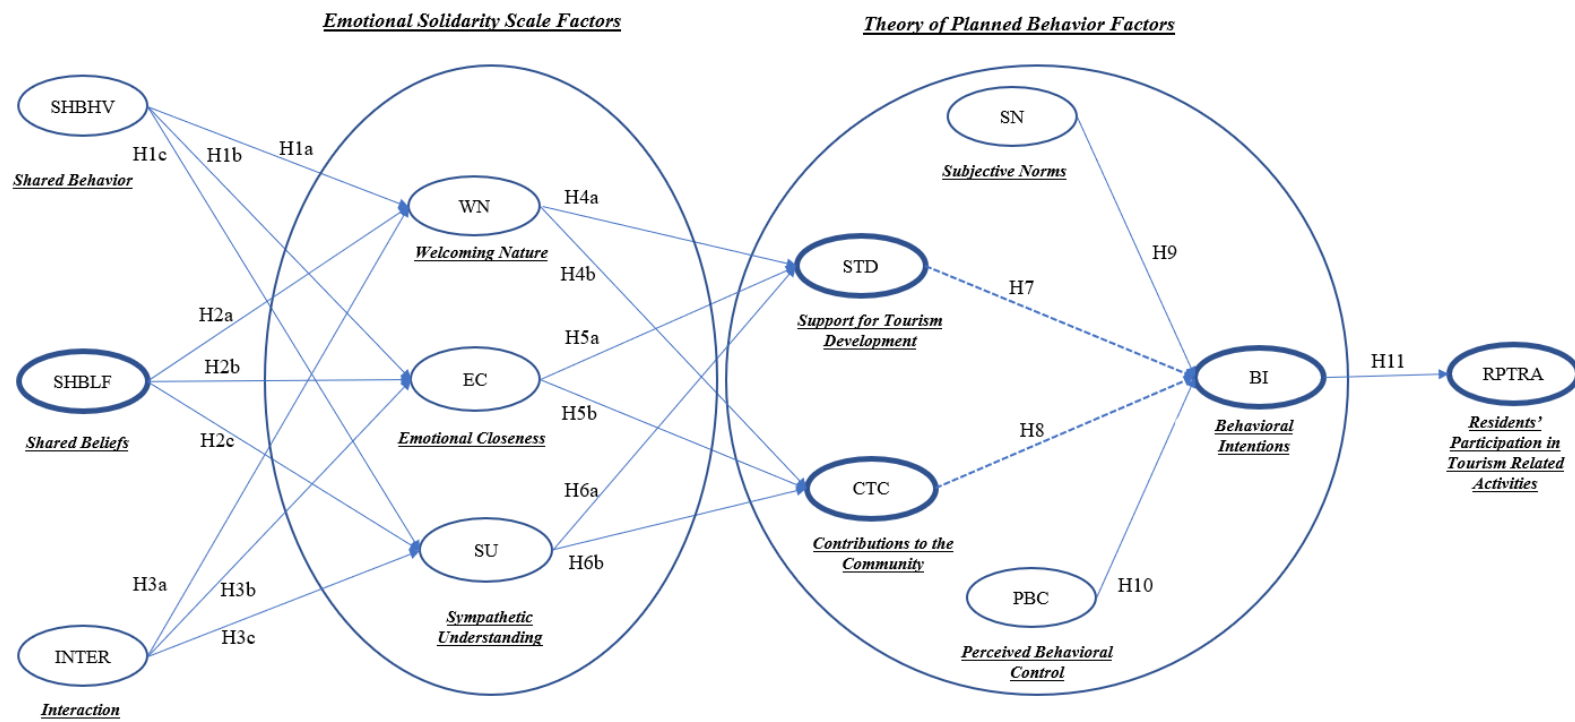 Emotional Solidarity Scale Factors
Theory of Planned Behavior Factors
SHBHV
Shared Behavior
H1c
H1b
H1a
SHBLF
Shared Beliefs
H2a
H2b
H2c
INTER
Interaction
H3a
H3b
H3c
WN
Welcoming Nature
EC
Emotional Closeness
SU
Sympathetic
Understanding
H4a
H4b
H5a
H5b
H6a
H6b
SN
Subjective Norms
STD
Support for Tourism
Development
CTC
Contributions to the
Community
PBC
Perceived Behavioral
Control
H9
H7
H8
H10
BI
Behavioral
Intentions
H11
RPTRA
Residents’
Participation in
Tourism Related
Activities